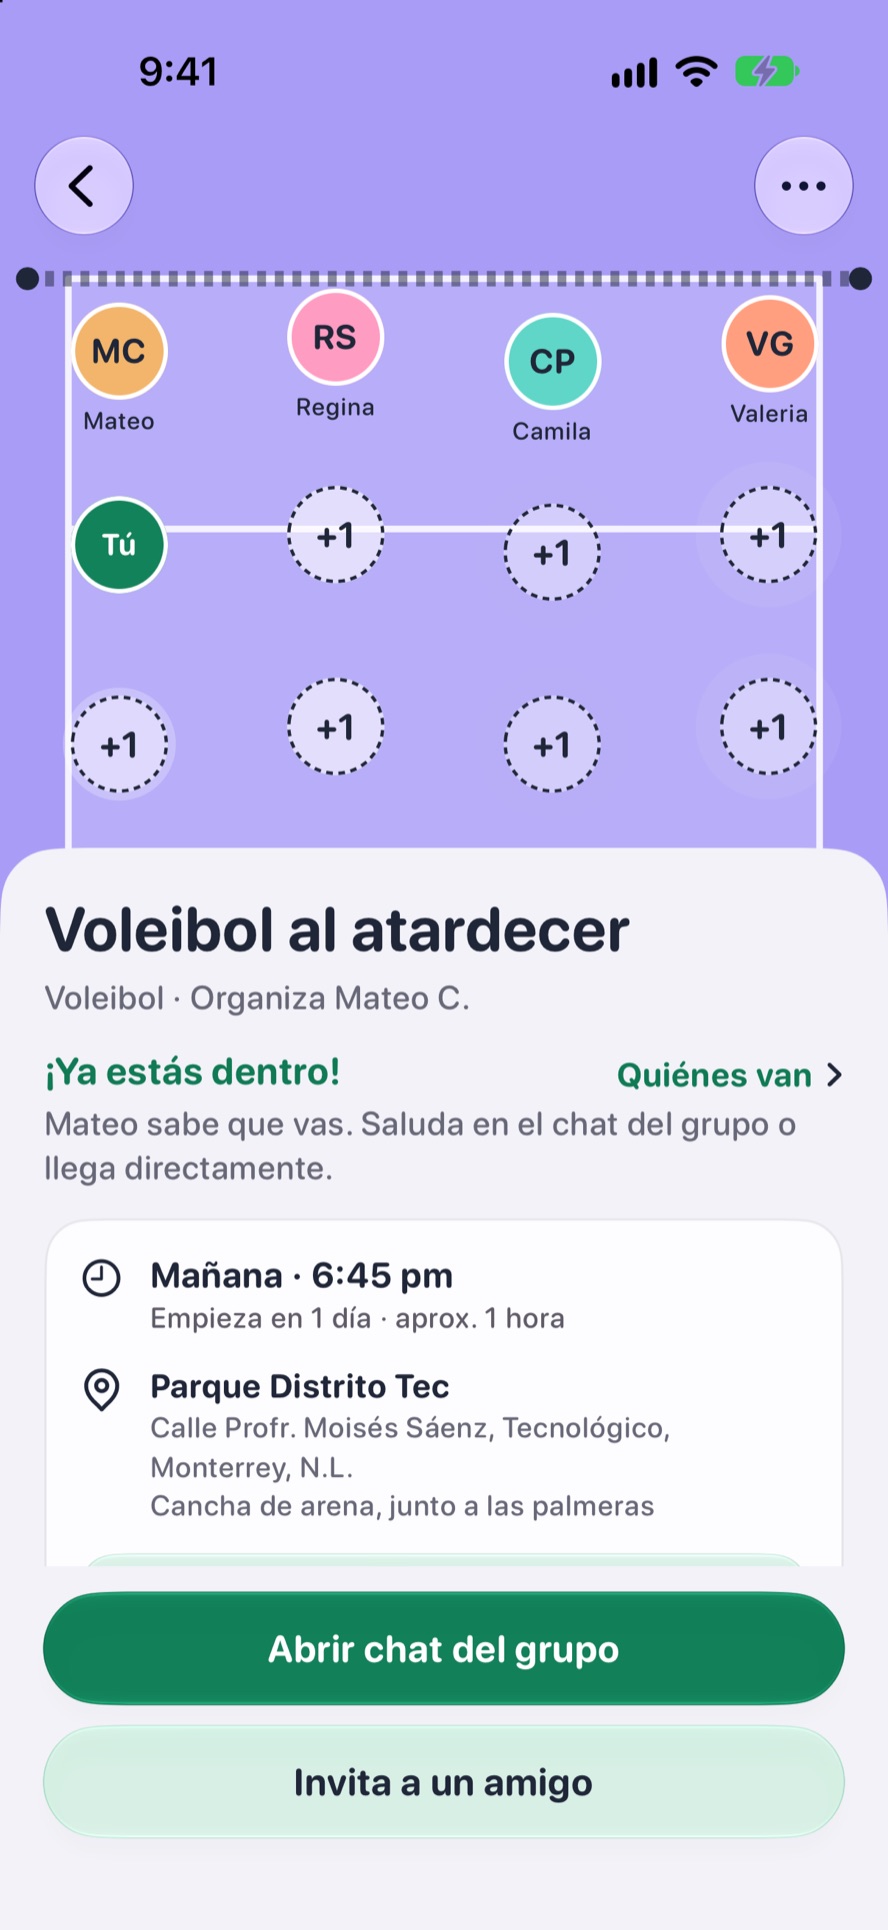 9:41
MC
RS
CP
VG
Mateo
Regina
Camila
Valeria
Tú
+1
+1
+1
+1
+1
+1
+1
Voleibol al atardecer
Voleibol · Organiza Mateo C.
¡Ya estás dentro!
Quiénes van
Mateo sabe que vas. Saluda en el chat del grupo o
llega directamente.
Mañana · 6:45 pm
Empieza en 1 día · aprox. 1 hora
Parque Distrito Tec
Calle Profr. Moisés Sáenz, Tecnológico,
Monterrey, N.L.
Cancha de arena, junto a las palmeras
Abrir chat del grupo
Invita a un amigo